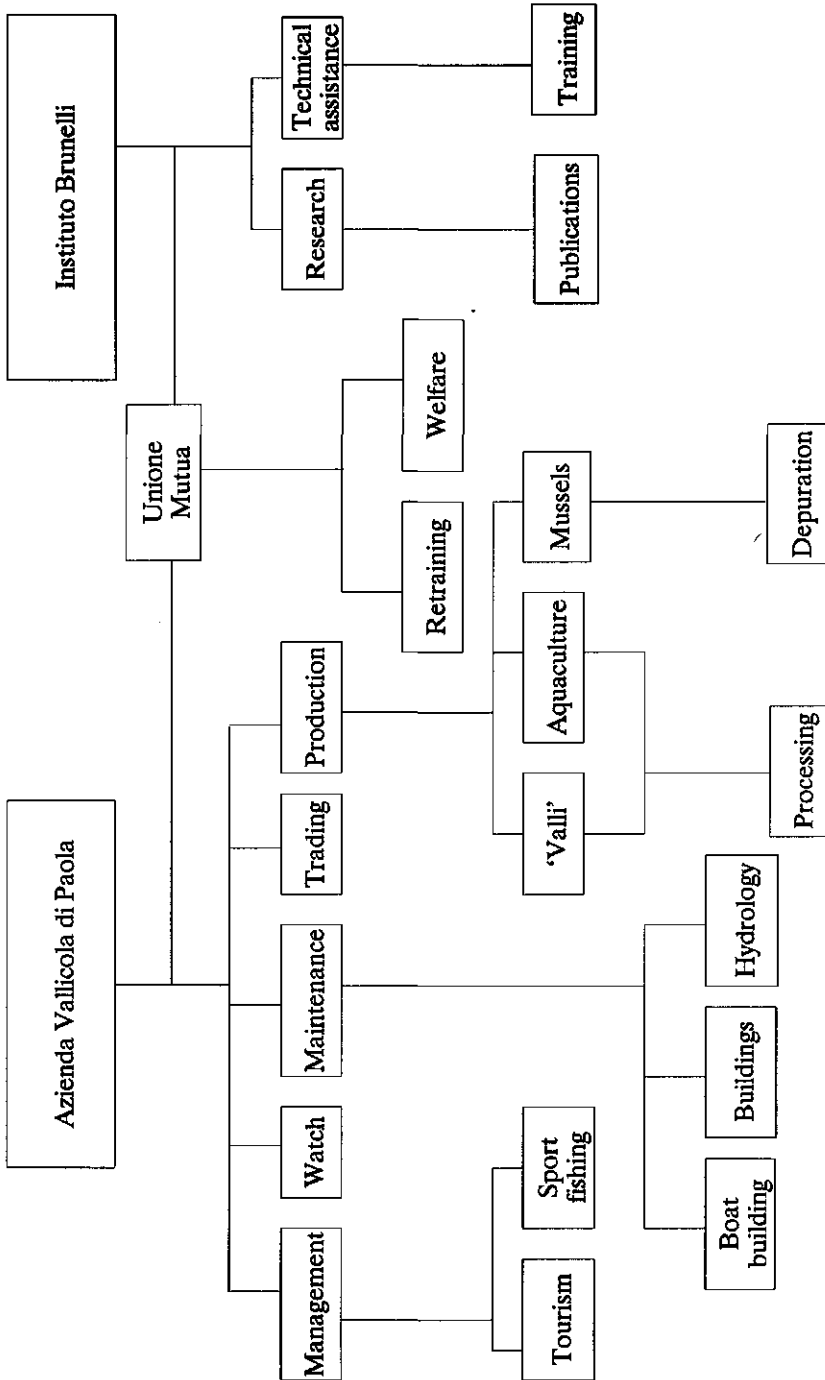 Azienda Vallicola di Paola
Instituto Brunelli
Unione
Mutua
Management
Watch
Maintenance
Trading
Production
Research
Technical
assistance
Retraining
Welfare
Tourism
Sport
fishing
'Valli'
Aquaculture
Mussels
Publications
Training
Boat
building
Buildings
Hydrology
Processing
Depuration